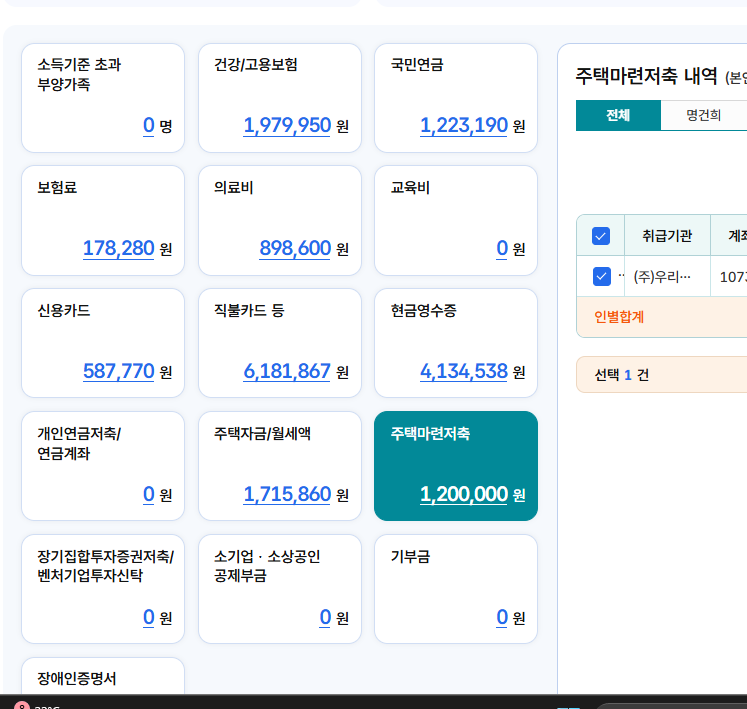 소득기준 초과
부양가족
0 명
건강/고용보험
1,979,950 원
국민연금
1,223,190 원
보험료
178,280 원
의료비
898,600 원
교육비
0 원
신용카드
587,770 원
직불카드 등
6,181,867 원
현금영수증
4,134,538 원
개인연금저축/
연금계좌
0 원
주택자금/월세액
1,715,860 원
주택마련저축
1,200,000 원
장기집합투자증권저축/
벤처기업투자신탁
0 원
소기업 · 소상공인
공제부금
0 원
기부금
0 원
장애인증명서
주택마련저축 내역 (본인
전체 명건희
취급기관 계좌
(주)우리··· 1073
인별합계
선택 1 건